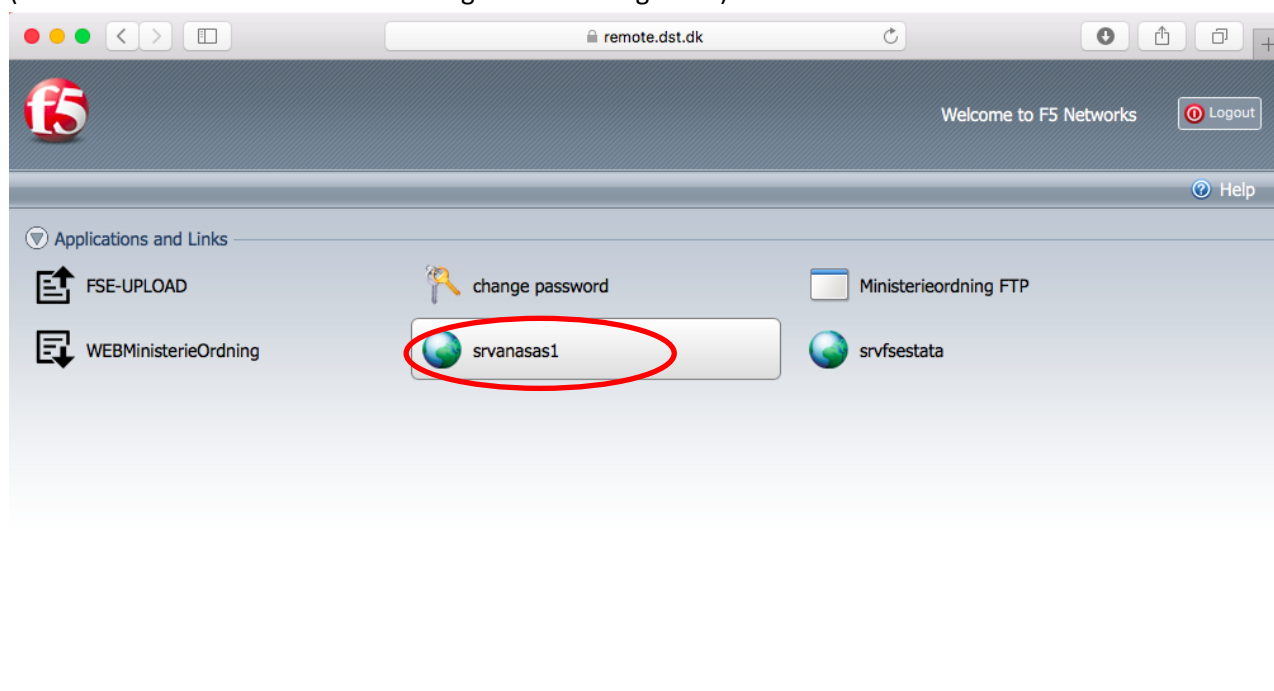 remote.dst.dk
f5
Welcome to F5 Networks
Logout
Help
Applications and Links
FSE-UPLOAD
change password
Ministerieordning FTP
WEBMinisterieOrdning
srvanasas1
srvfsestata